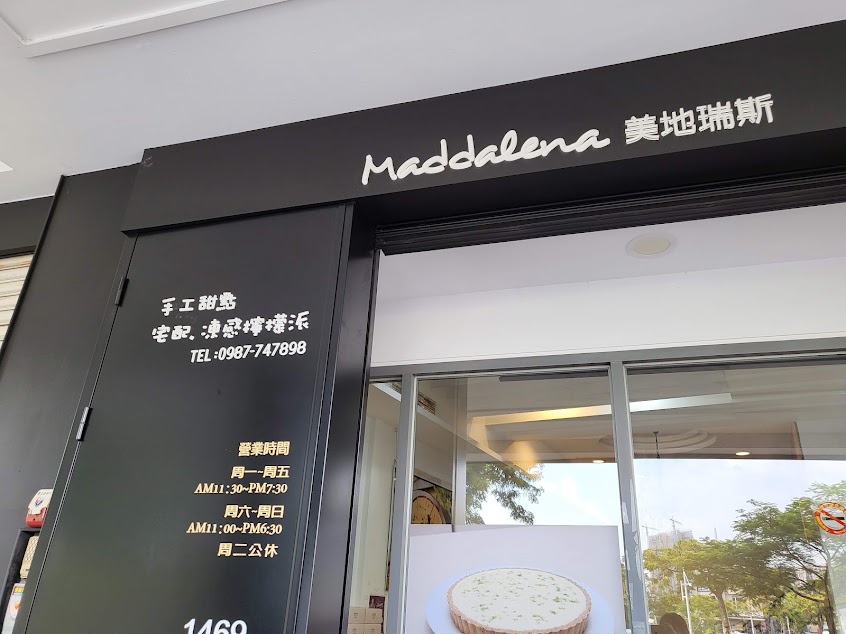 Maddalena 美地瑞斯
手工甜點
宅配、凍感檸檬派
TEL:0987-747898
營業時間
周一~周五
AM11:30~PM7:30
周六~周日
AM11:00~PM6:30
周二公休
1469